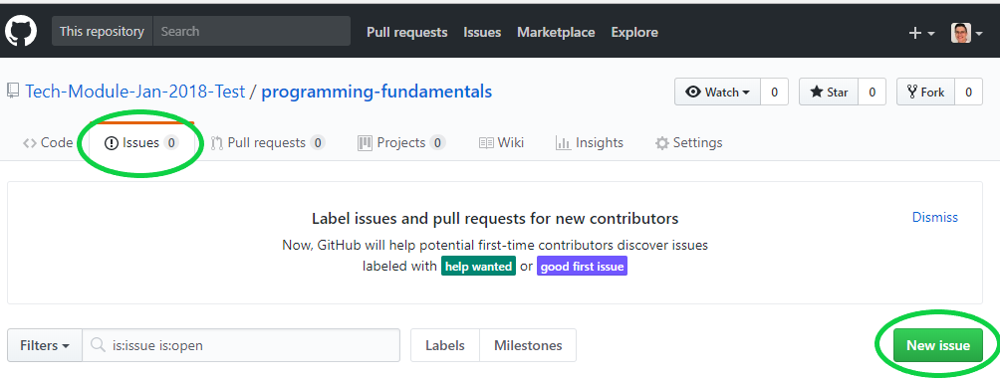 This repository Search Pull requests Issues Marketplace Explore
Tech-Module-Jan-2018-Test / programming-fundamentals Watch 0 Star 0 Fork 0
Code Issues 0 Pull requests 0 Projects 0 Wiki Insights Settings
Label issues and pull requests for new contributors Dismiss
Now, GitHub will help potential first-time contributors discover issues
labeled with help wanted or good first issue
Filters is:issue is:open Labels Milestones New issue